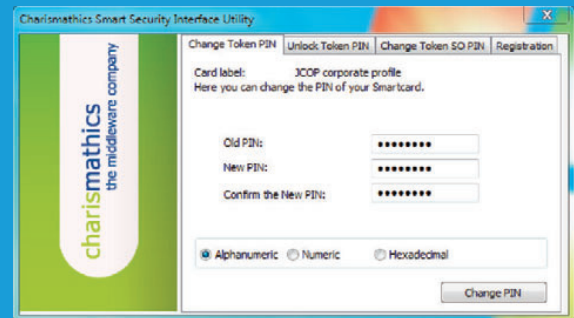 Charismathics Smart Security Interface Utility
X
Change Token PIN
Unlock Token PIN
Change Token SO PIN
Registration
charismathics
the middleware company
Card label: JCOP corporate profile
Here you can change the PIN of your Smartcard.
Old PIN: ••••••••
New PIN: ••••••••
Confirm the New PIN: ••••••••
Alphanumeric
Numeric
Hexadecimal
Change PIN